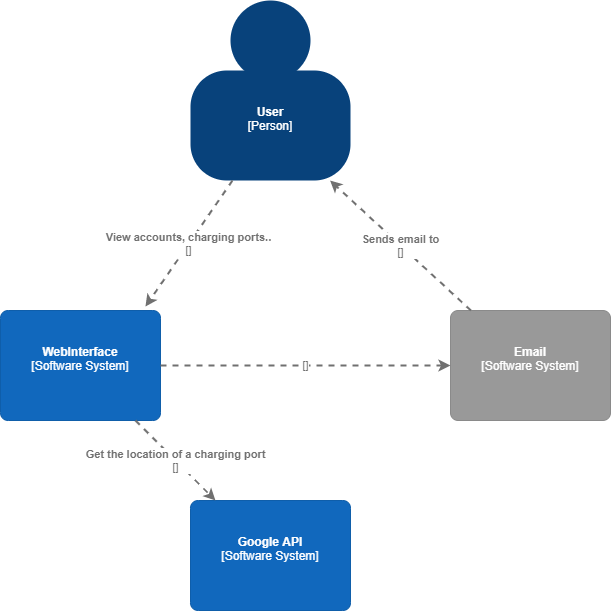 User
[Person]
View accounts, charging ports..
[]
Sends email to
[]
WebInterface
[Software System]
[]
Email
[Software System]
Get the location of a charging port
[]
Google API
[Software System]